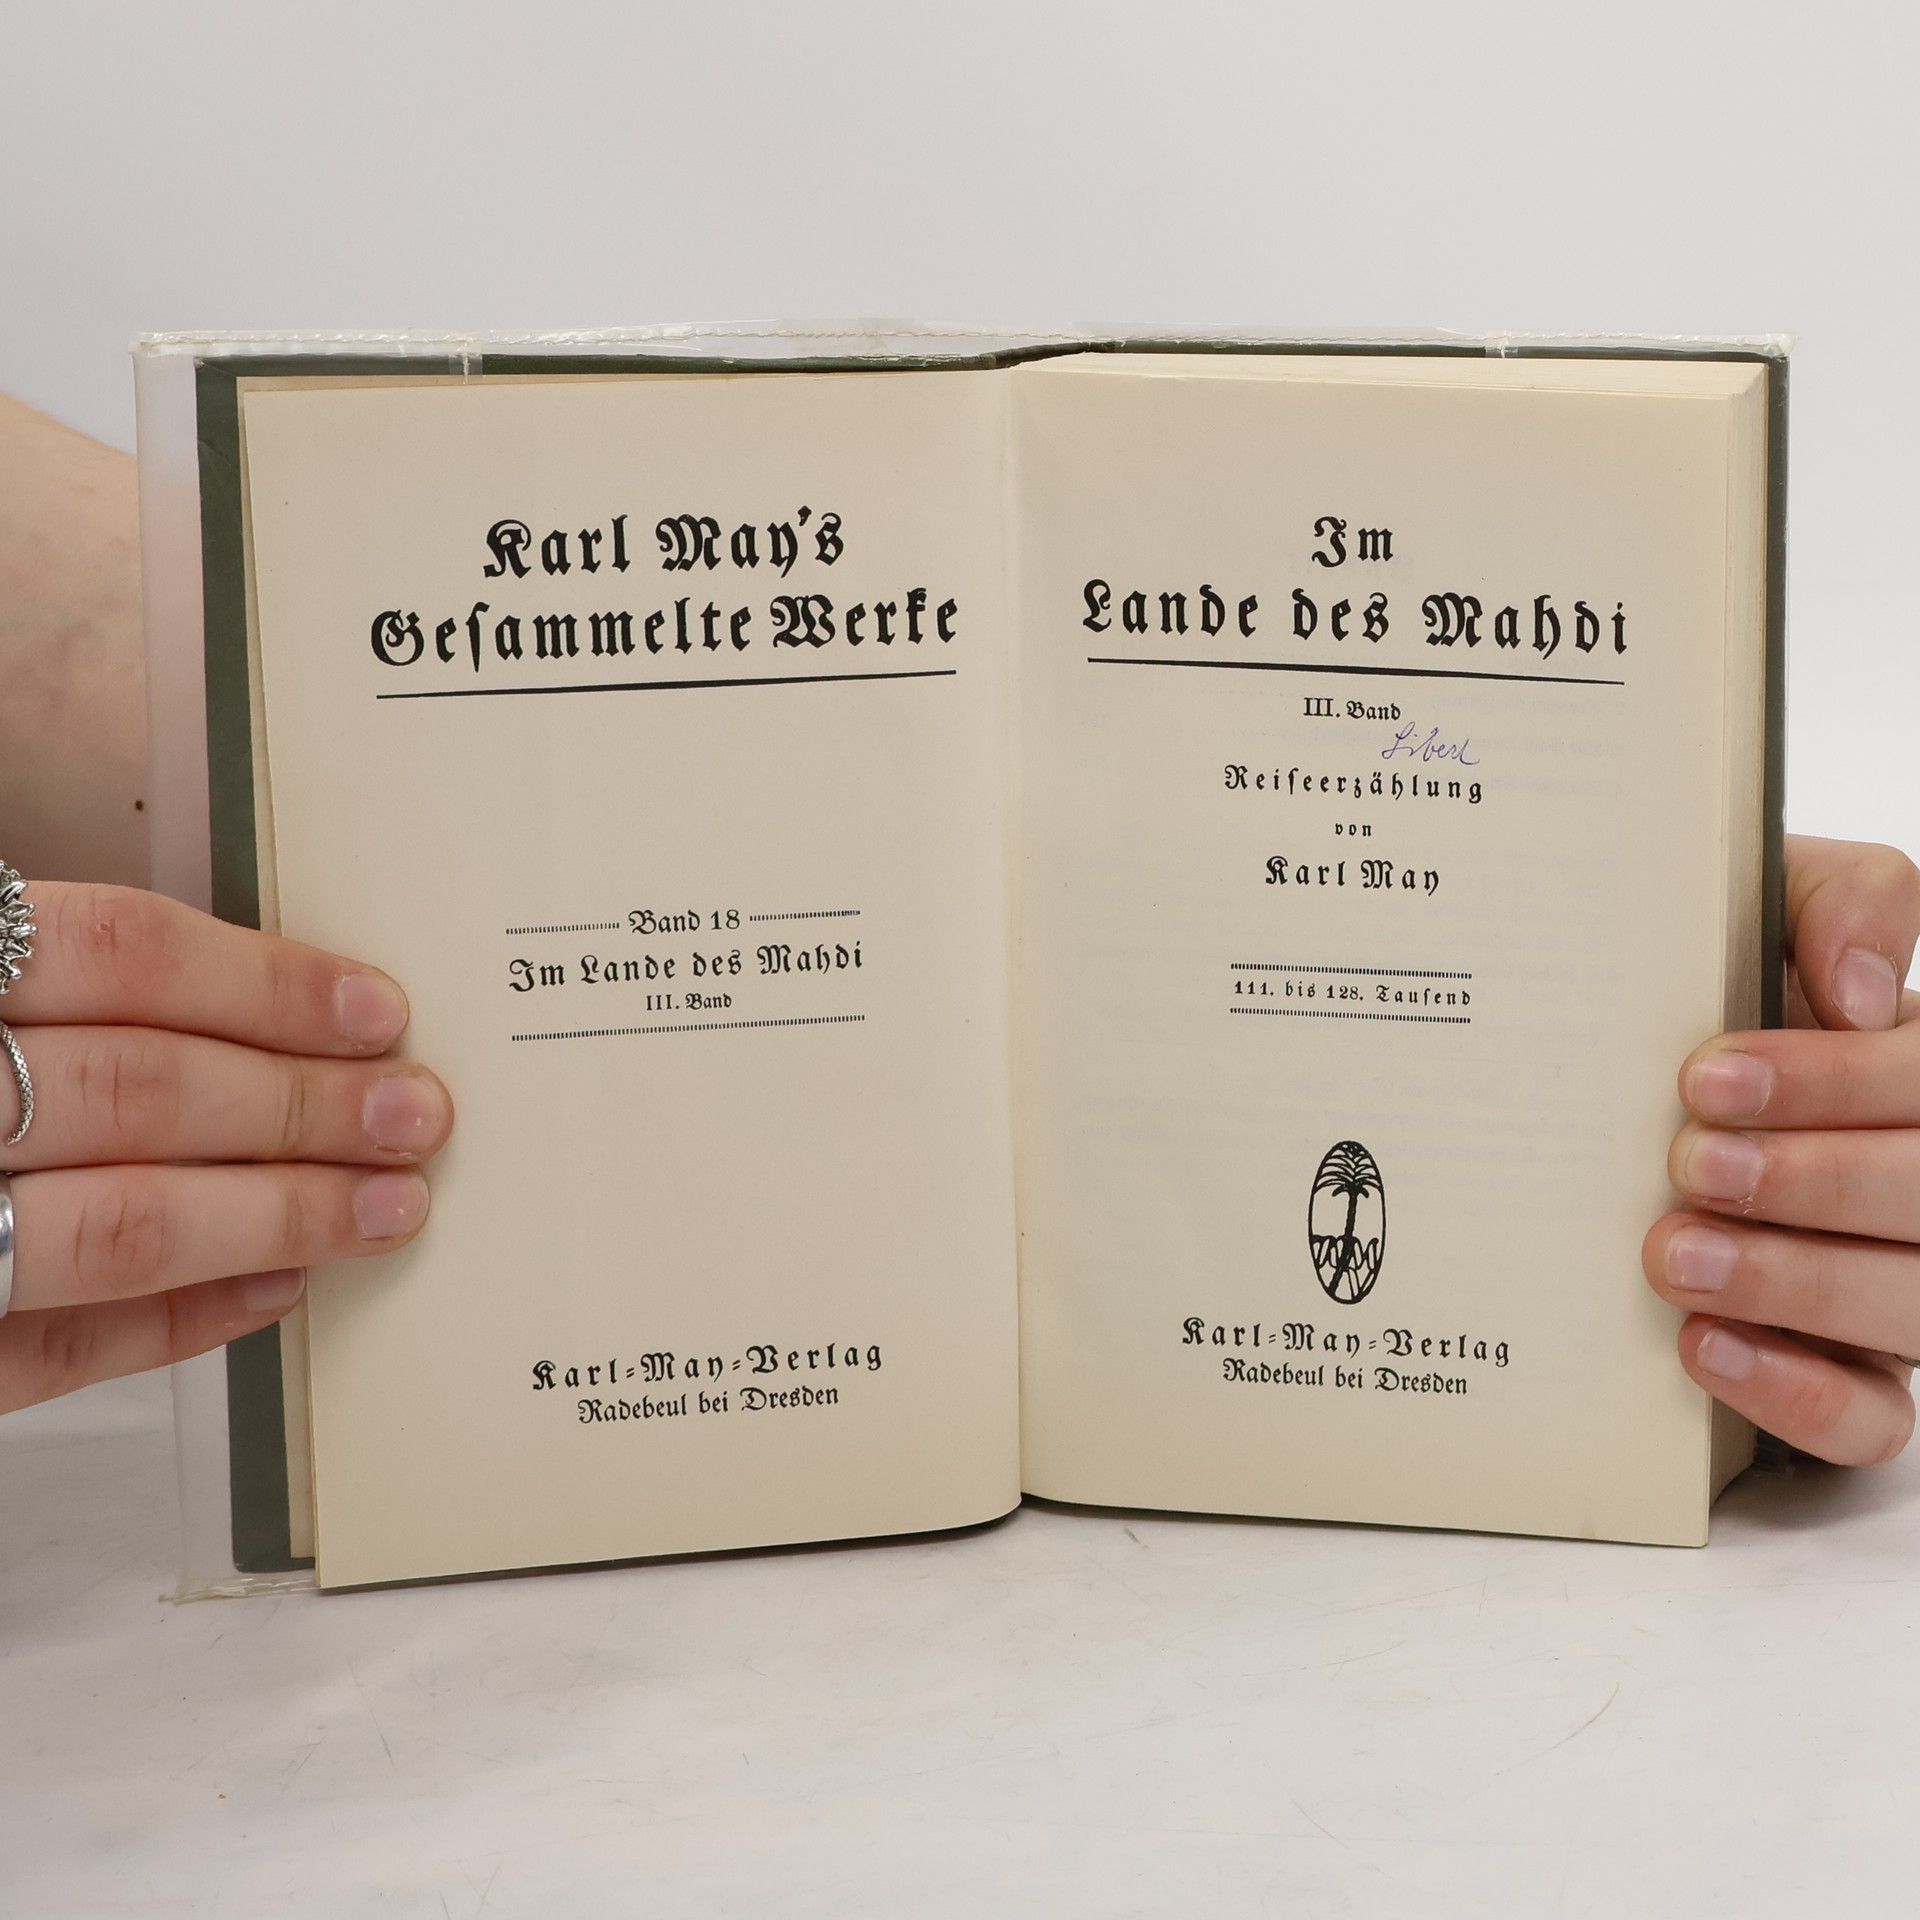 Karl May's
Geſammelte Werke
Band 18
Im Lande des Mahdi
III. Band
Karl=May=Verlag
Radebeul bei Dresden
Im
Lande des Mahdi
III. Band
Reiſeerzählung
von
Karl May
111. bis 128. Tauſend
Karl=May=Verlag
Radebeul bei Dresden